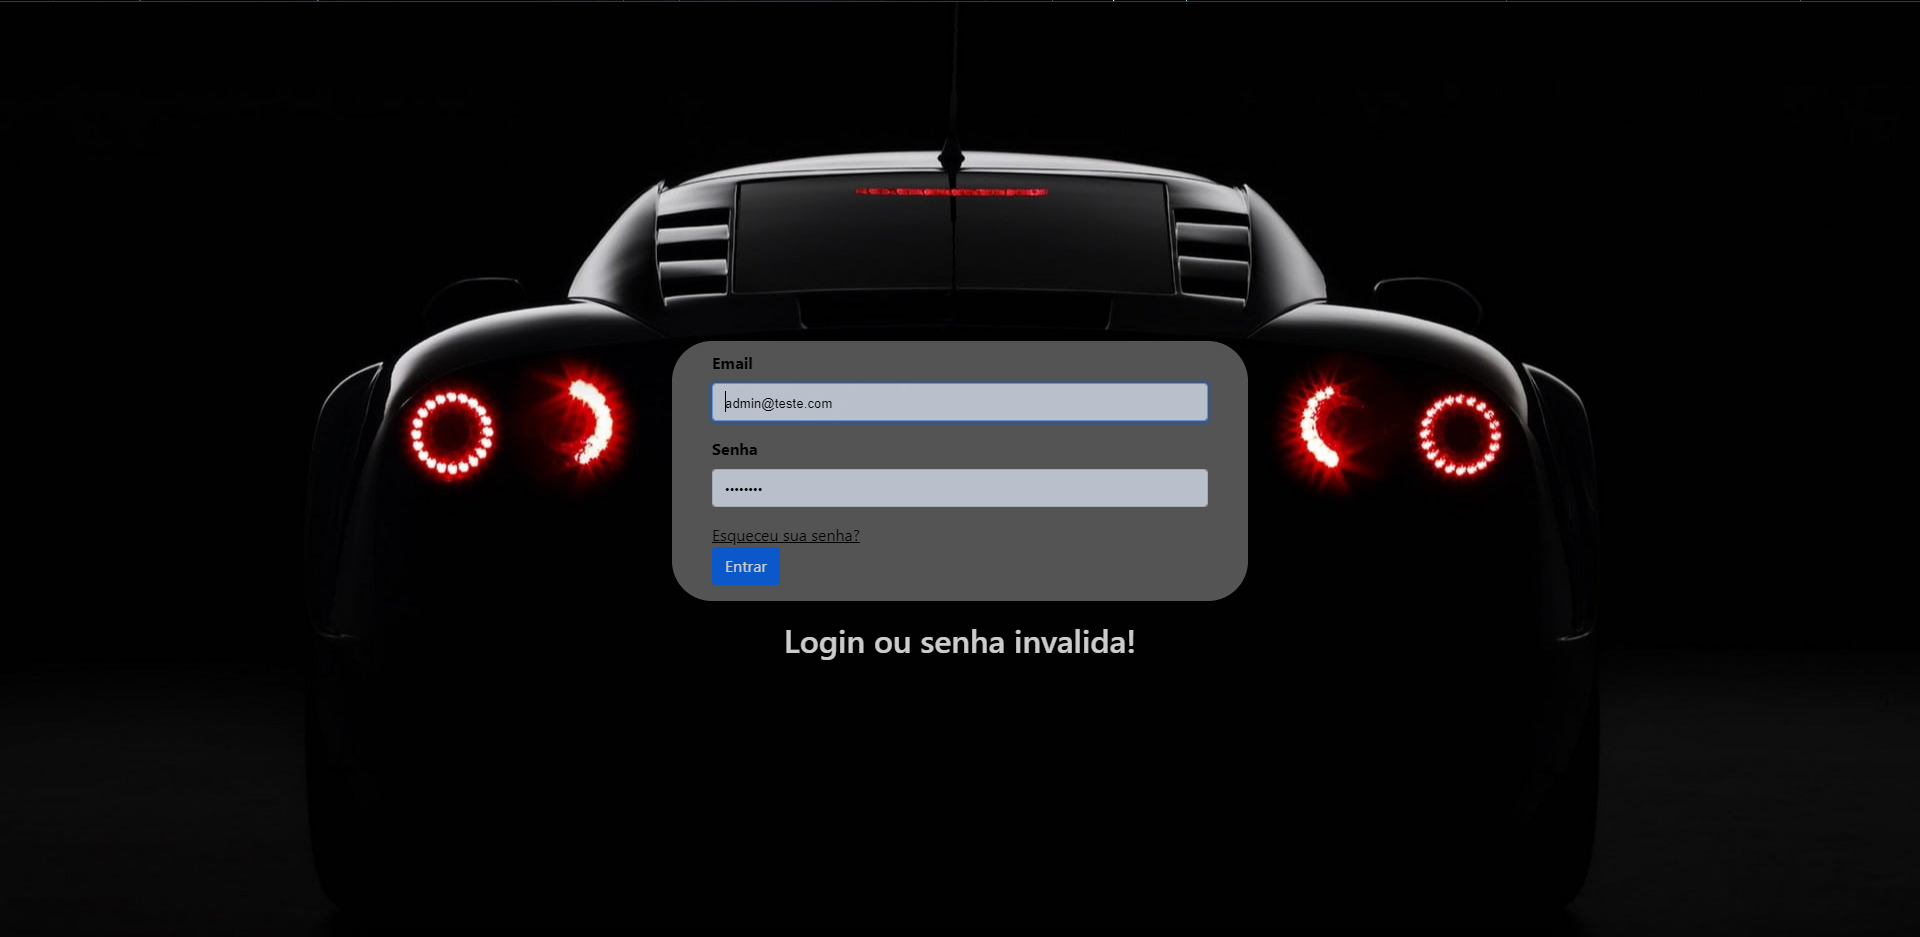 Email
admin@teste.com
Senha
••••••••
Esqueceu sua senha?
Entrar
Login ou senha invalida!